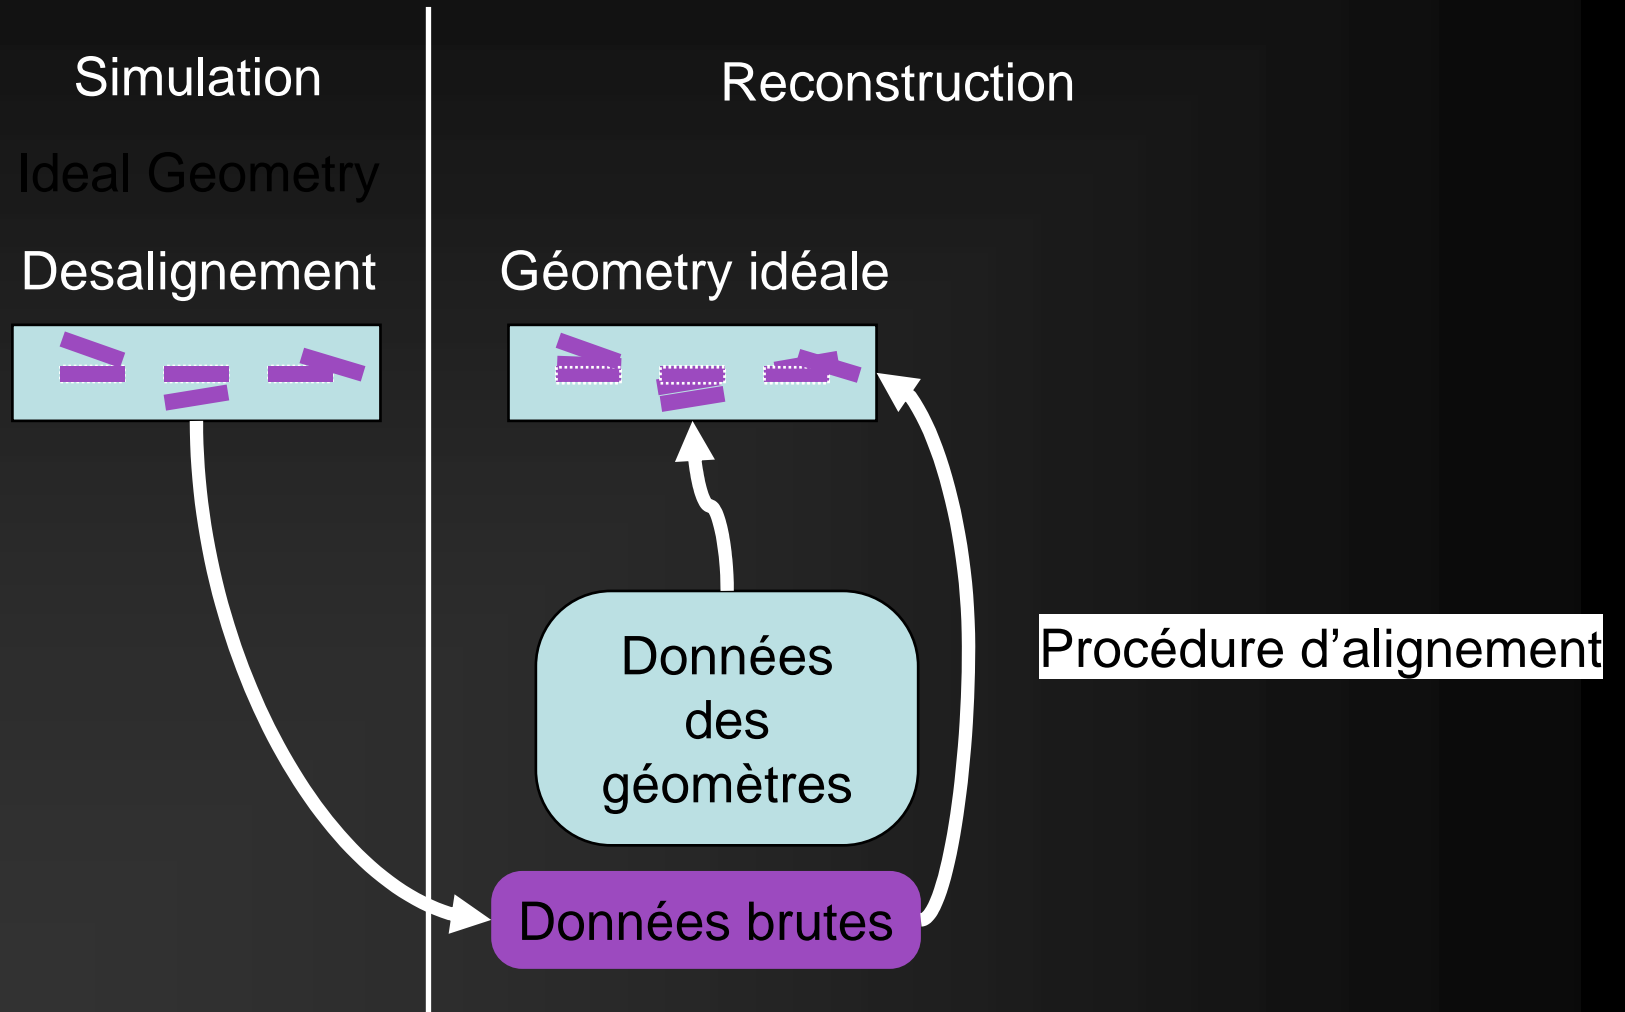 Simulation
Reconstruction
Ideal Geometry
Desalignement
Géometry idéale
Données
des
géomètres
Procédure d’alignement
Données brutes